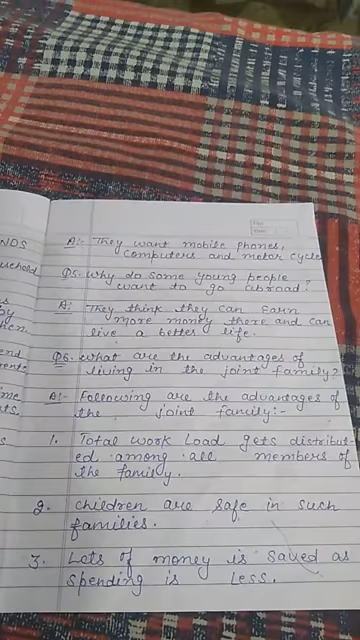 NDS
A:- They want mobile phones,
computers and motor cycle
Q5. Why do some young people
want to go abroad?
A:- They think they can Earn
more money there and can
live a better life.
Q6. What are the advantages of
living in the joint family?
A:- Following are the advantages of
the joint family:-
1. Total work Load gets distribut-
ed among all members of
the family.
2. children are safe in such
families.
3. Lots of money is saved as
spending is Less.